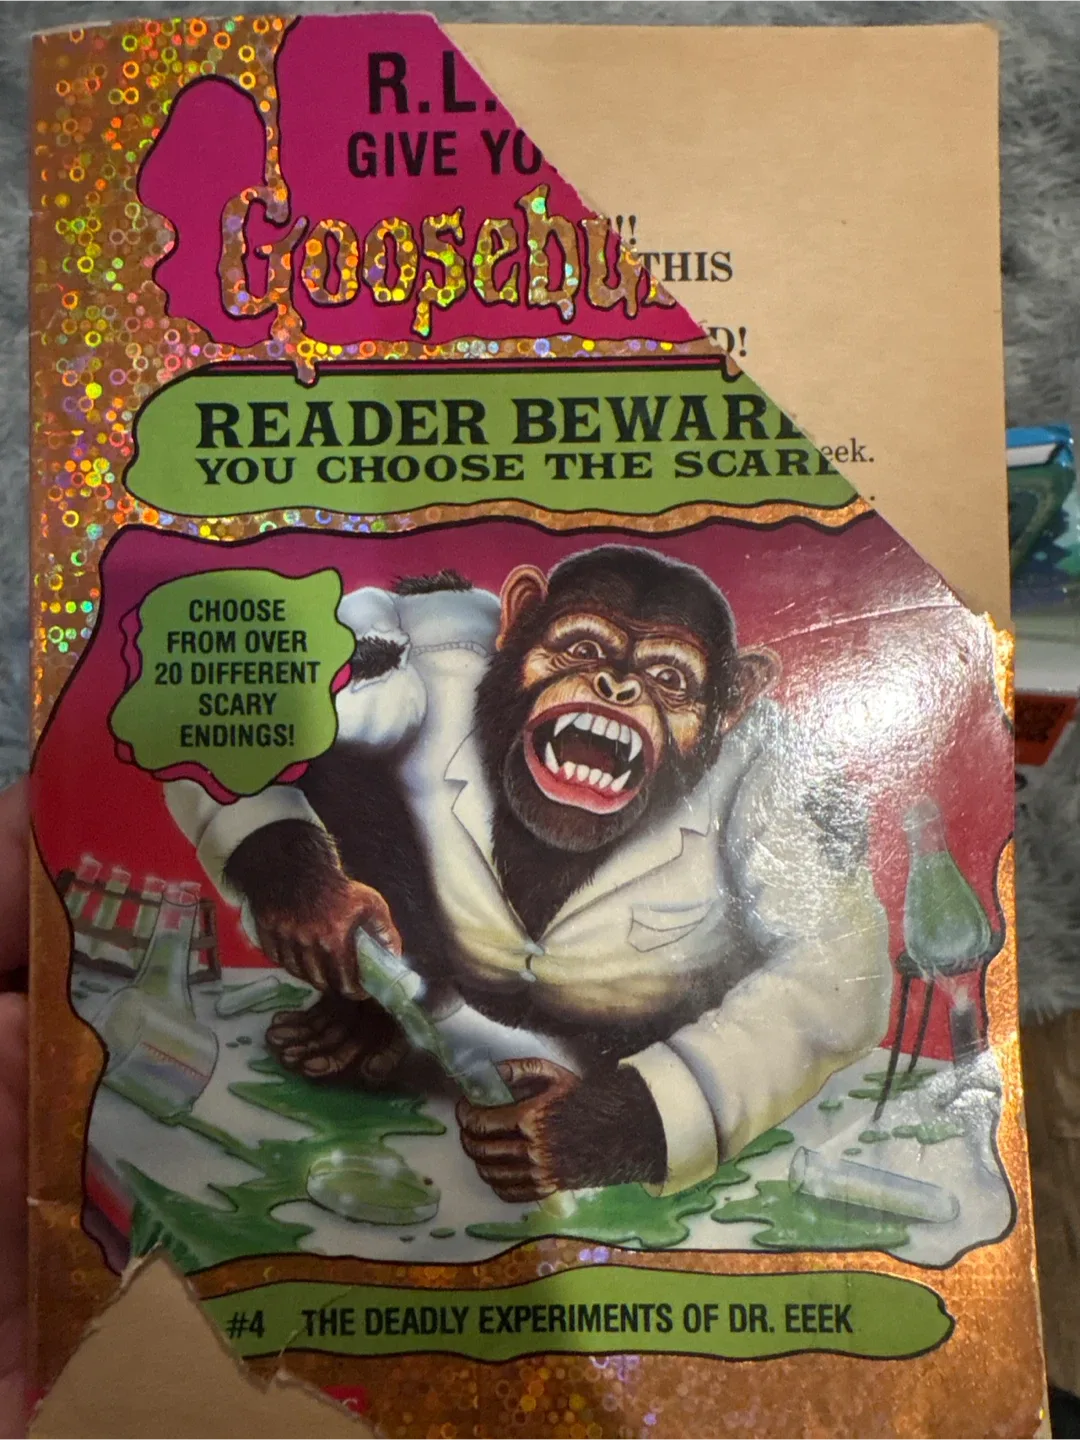 R.L.
GIVE YO
Goosebu
!!
THIS
D!
READER BEWARE
YOU CHOOSE THE SCARE
eek.
.
CHOOSE
FROM OVER
20 DIFFERENT
SCARY
ENDINGS!
#4 THE DEADLY EXPERIMENTS OF DR. EEEK